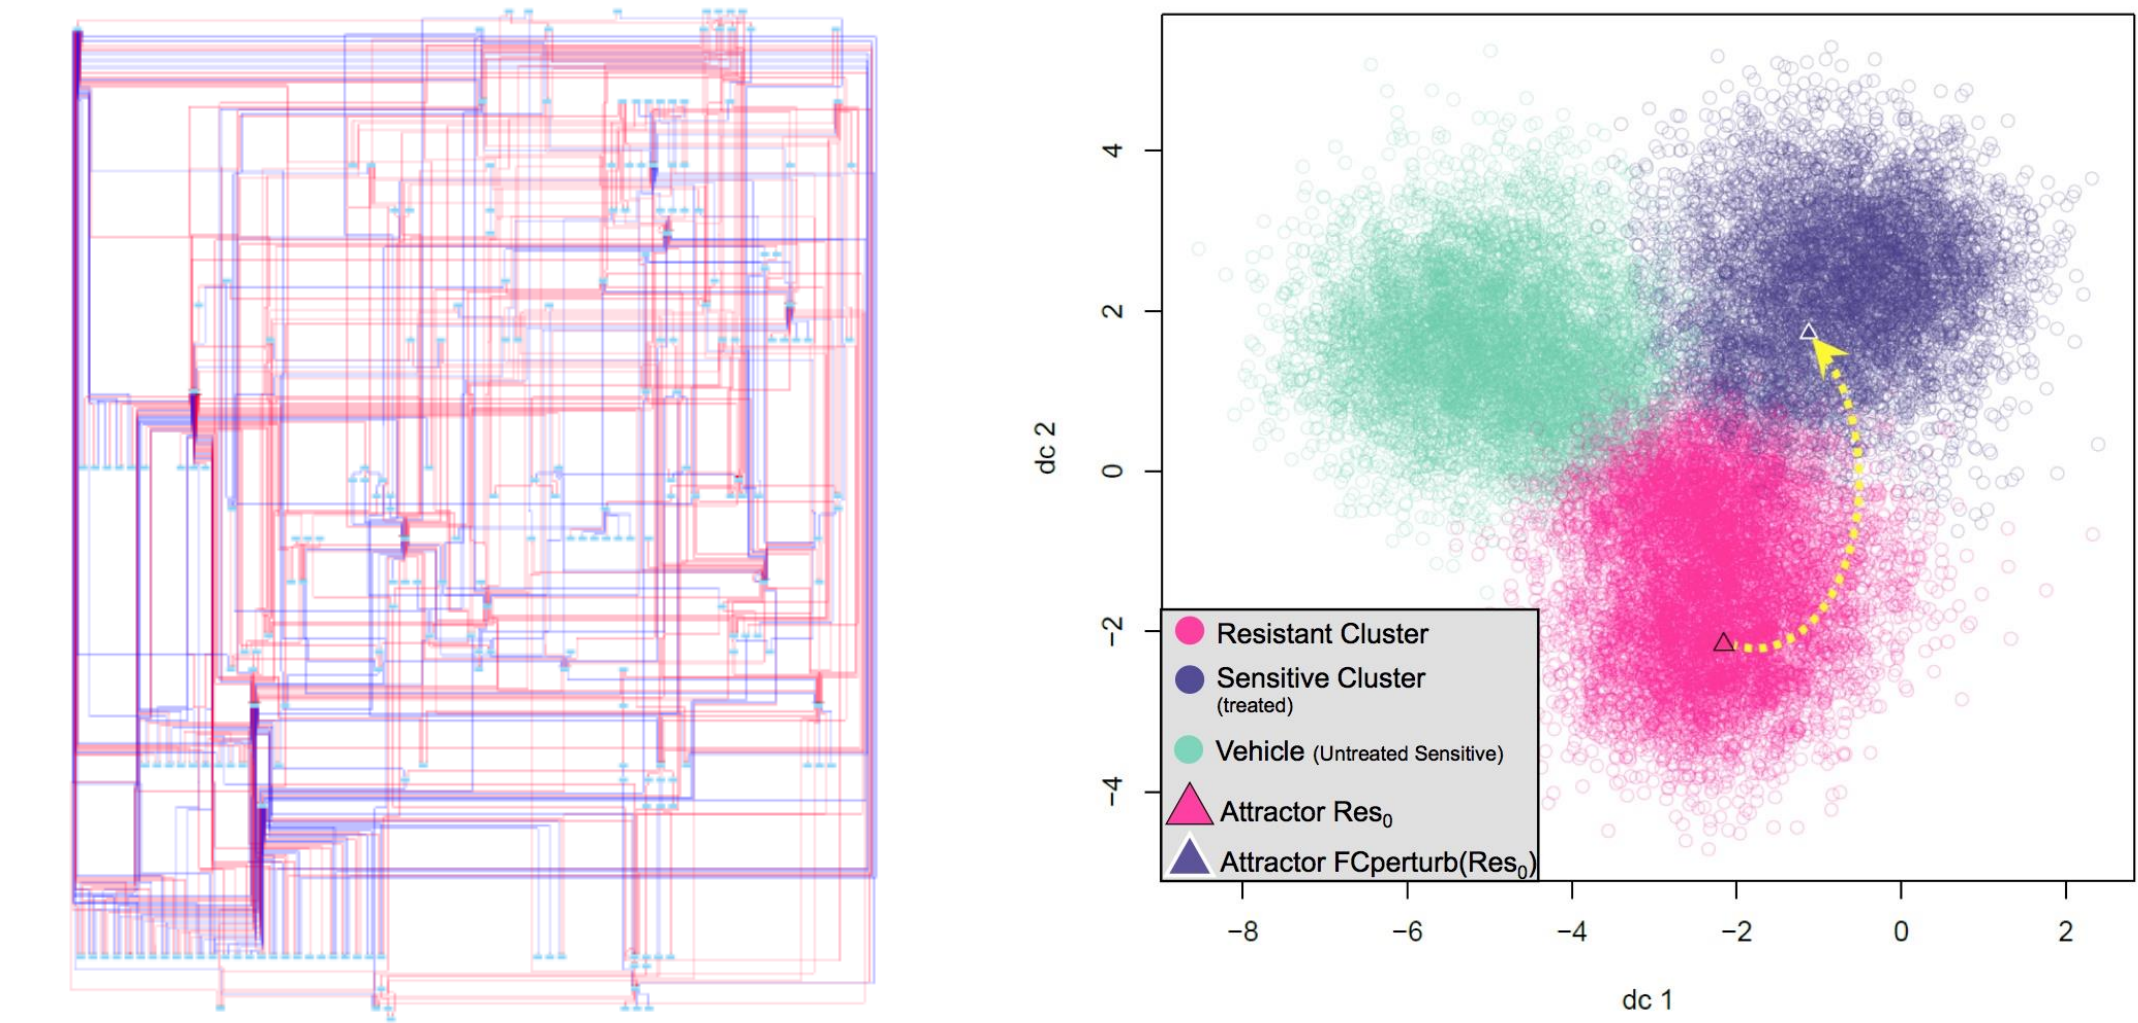 4
2
0
−2
−4
dc 2
Resistant Cluster
Sensitive Cluster
(treated)
Vehicle (Untreated Sensitive)
Attractor Res₀
Attractor FCperturb(Res₀)
−8 −6 −4 −2 0 2
dc 1